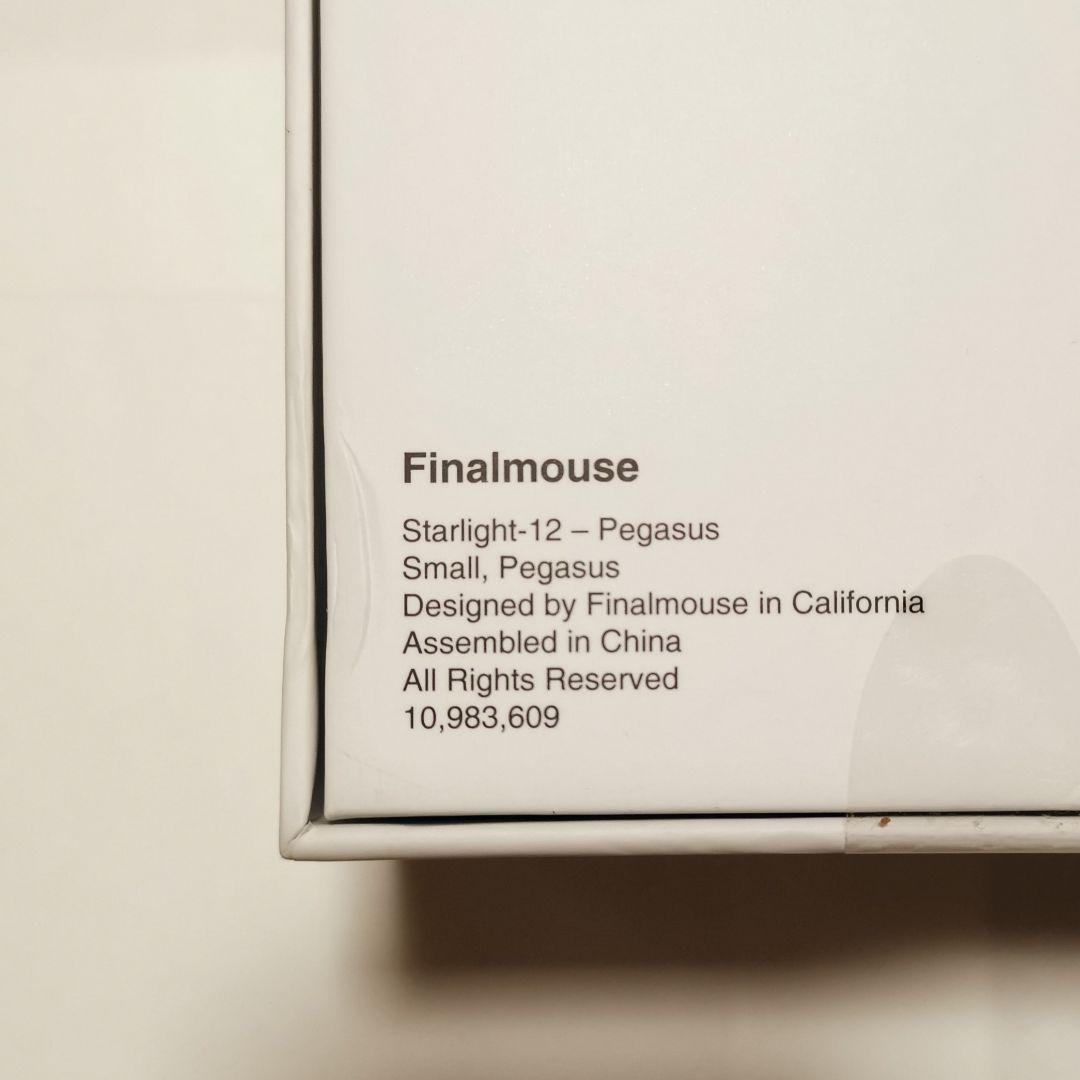 Finalmouse
Starlight-12 – Pegasus
Small, Pegasus
Designed by Finalmouse in California
Assembled in China
All Rights Reserved
10,983,609